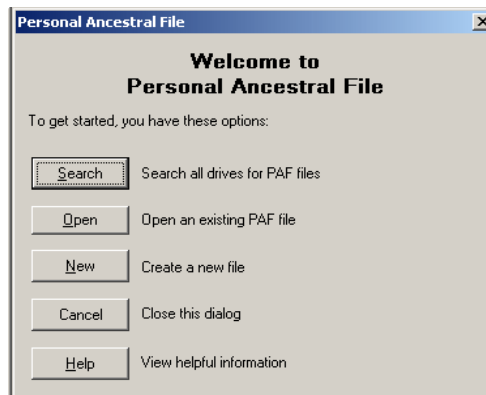 Personal Ancestral File
Welcome to
Personal Ancestral File
To get started, you have these options:
Search Search all drives for PAF files
Open Open an existing PAF file
New Create a new file
Cancel Close this dialog
Help View helpful information